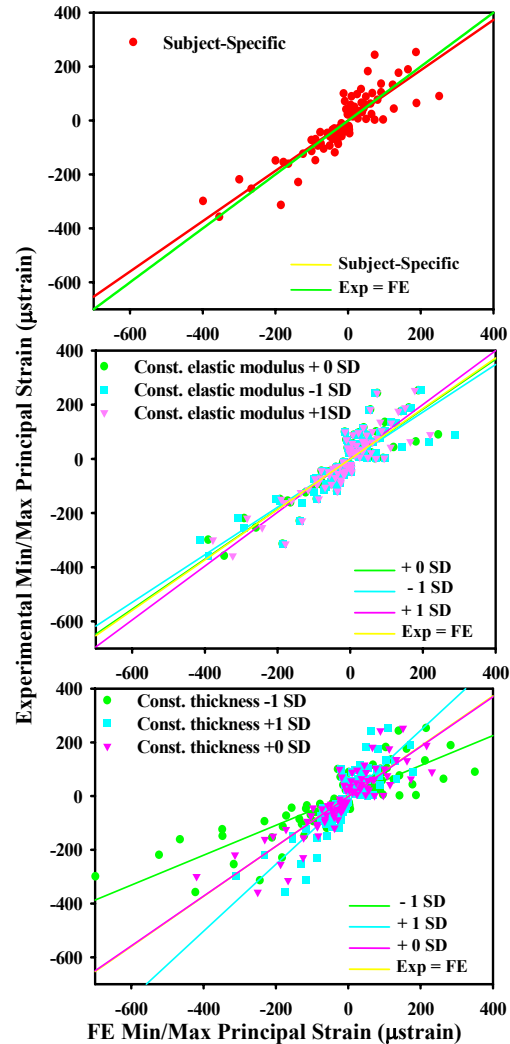 Experimental Min/Max Principal Strain (µstrain)
400
200
0
-200
-400
-600
Subject-Specific
Subject-Specific
Exp = FE
-600 -400 -200 0 200 400
400
200
0
-200
-400
-600
Const. elastic modulus + 0 SD
Const. elastic modulus -1 SD
Const. elastic modulus +1SD
+ 0 SD
- 1 SD
+ 1 SD
Exp = FE
-600 -400 -200 0 200 400
400
200
0
-200
-400
-600
Const. thickness -1 SD
Const. thickness +1 SD
Const. thickness +0 SD
- 1 SD
+ 1 SD
+ 0 SD
Exp = FE
-600 -400 -200 0 200 400
FE Min/Max Principal Strain (µstrain)